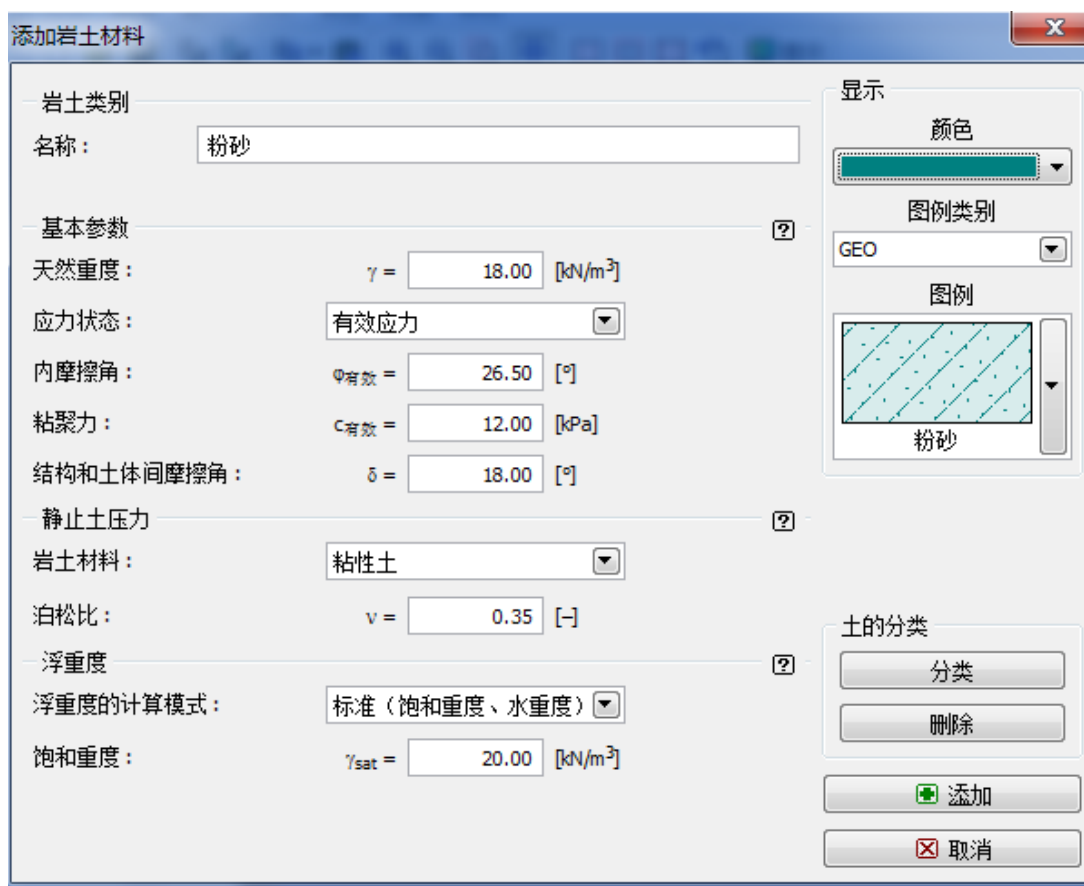 添加岩土材料
岩土类别
名称：
粉砂
基本参数
天然重度：
γ =
18.00
[kN/m³]
应力状态：
有效应力
内摩擦角：
φ有效 =
26.50
[°]
粘聚力：
c有效 =
12.00
[kPa]
结构和土体间摩擦角：
δ =
18.00
[°]
静止土压力
岩土材料：
粘性土
泊松比：
ν =
0.35
[–]
浮重度
浮重度的计算模式：
标准（饱和重度、水重度）
饱和重度：
γsat =
20.00
[kN/m³]
显示
颜色
图例类别
GEO
图例
粉砂
土的分类
分类
删除
添加
取消